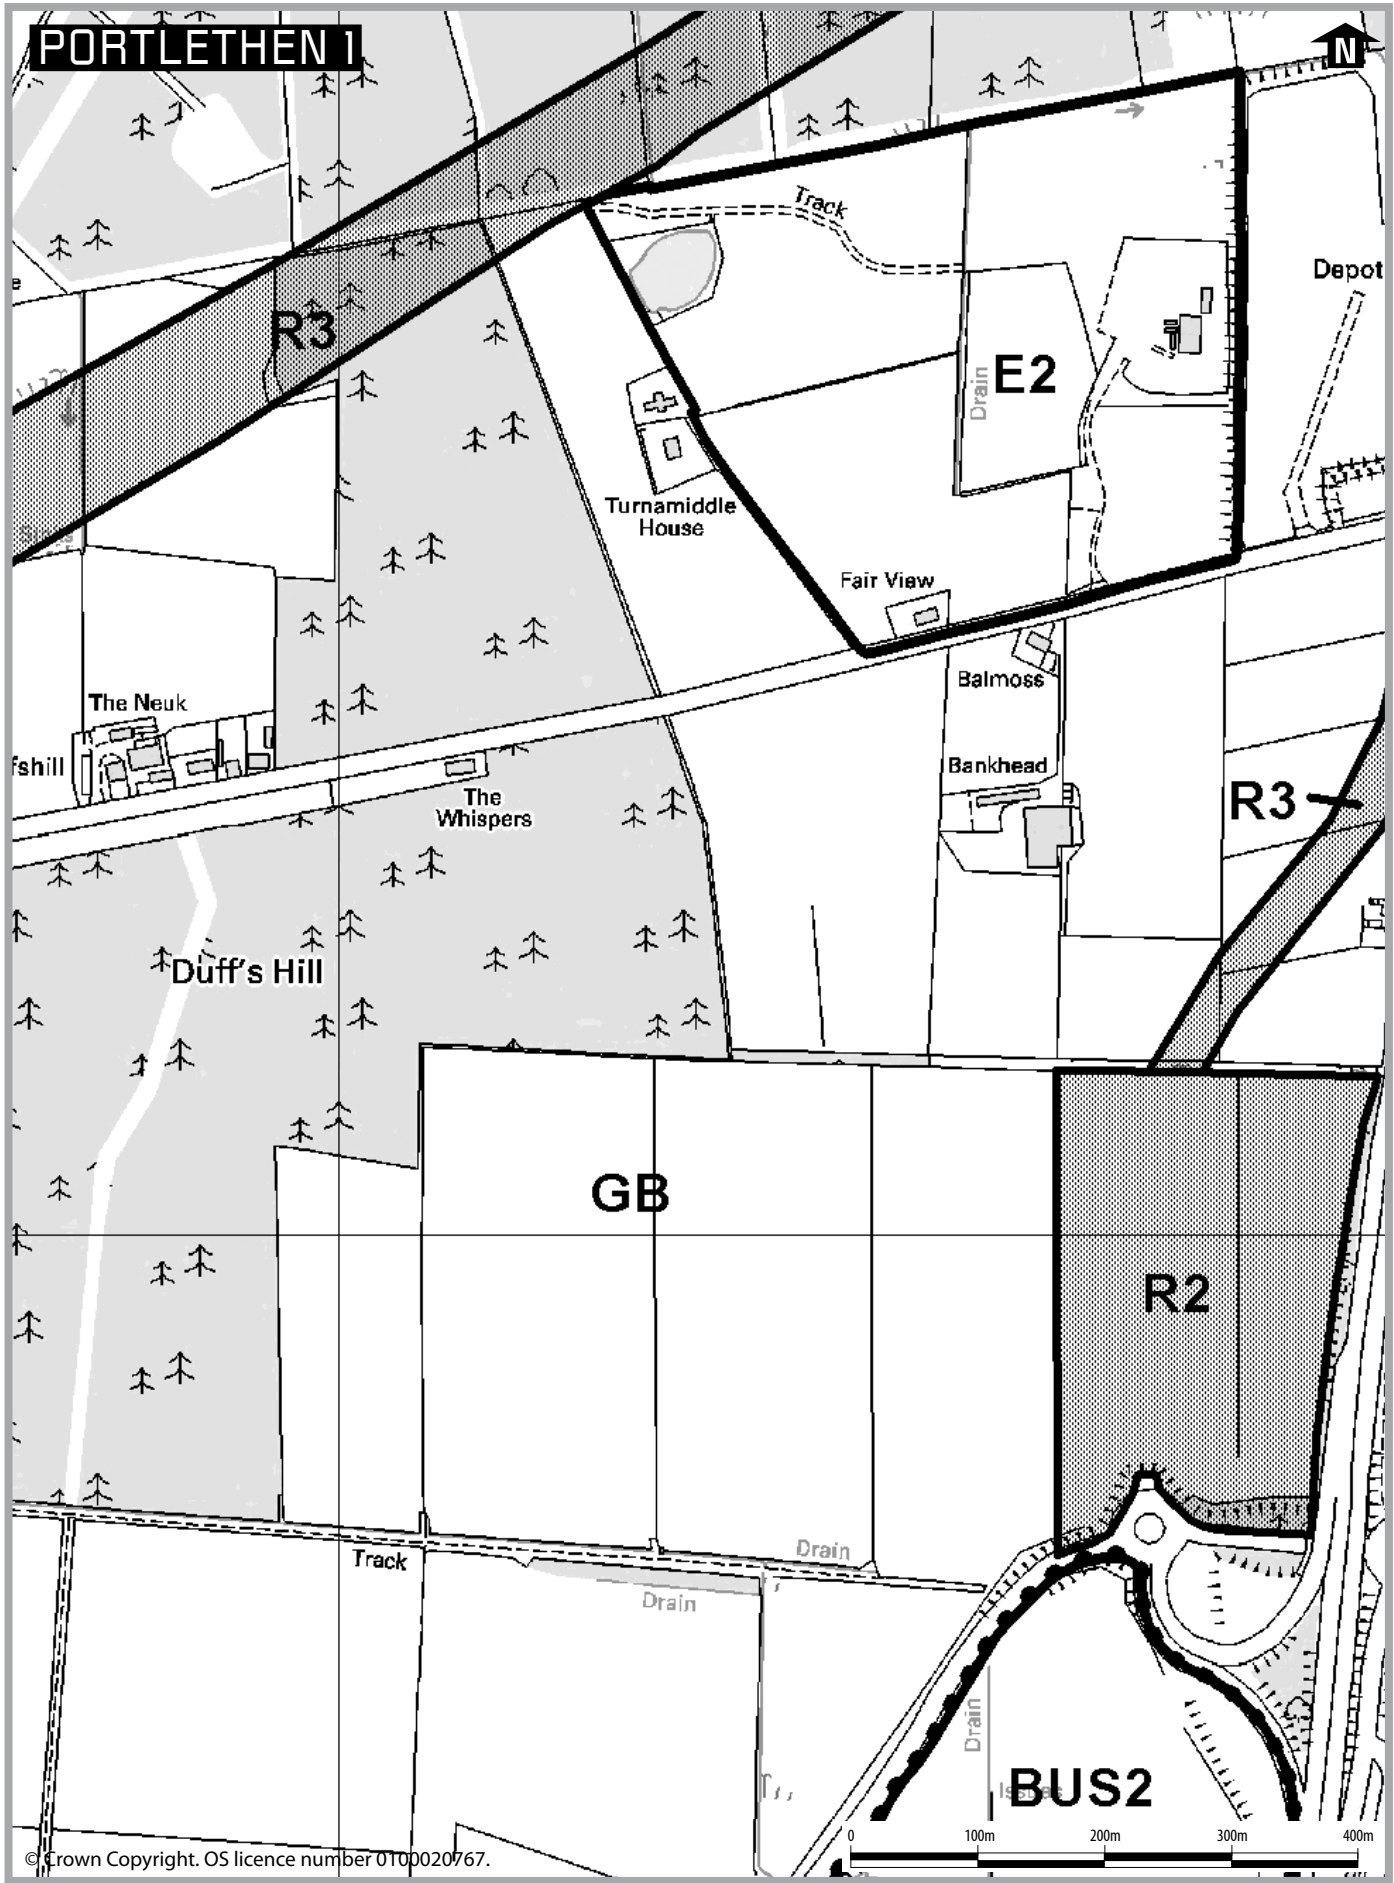 PORTLETHEN 1
N
Track
Depot
e
R3
E2
Drain
Turnamiddle
House
Fair View
Balmoss
The Neuk
fshill
Bankhead
The
Whispers
R3
Duff's Hill
GB
R2
Track
Drain
Drain
Drain
BUS2
Issues
0 100m 200m 300m 400m
© Crown Copyright. OS licence number 0100020767.